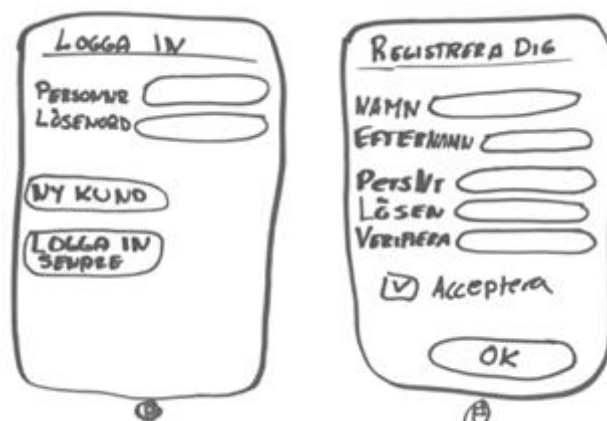 LOGGA IN
PERSONNR
LÖSENORD
NY KUND
LOGGA IN
SENARE
REGISTRERA DIG
NAMN
EFTERNAMN
PersNr
LÖSEN
VERIFIERA
Acceptera
OK